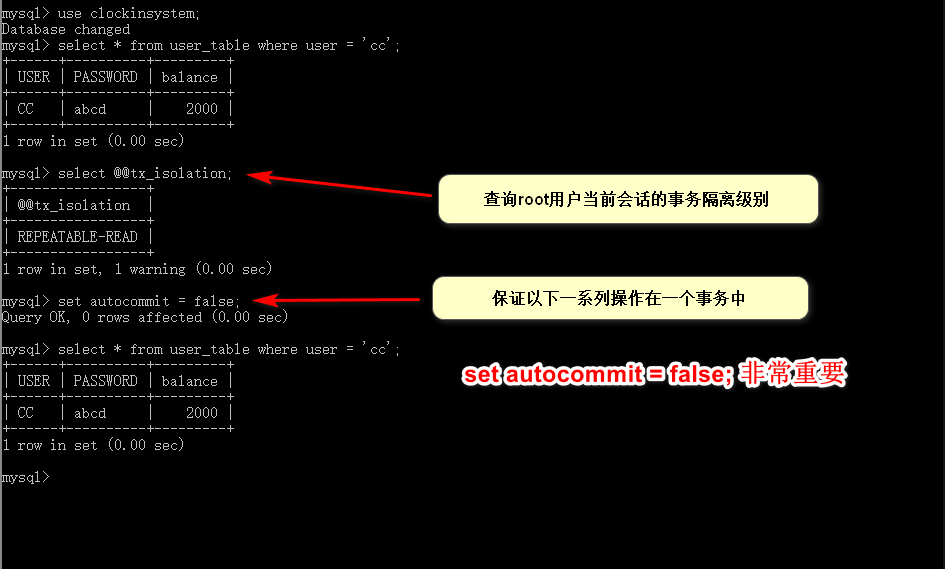 mysql> use clockinsystem;
Database changed
mysql> select * from user_table where user = 'cc';
+------+----------+---------+
| USER | PASSWORD | balance |
+------+----------+---------+
| CC   | abcd     |    2000 |
+------+----------+---------+
1 row in set (0.00 sec)
mysql> select @@tx_isolation;
+-----------------+
| @@tx_isolation  |
+-----------------+
| REPEATABLE-READ |
+-----------------+
查询root用户当前会话的事务隔离级别
1 row in set, 1 warning (0.00 sec)
mysql> set autocommit = false;
保证以下一系列操作在一个事务中
Query OK, 0 rows affected (0.00 sec)
mysql> select * from user_table where user = 'cc';
+------+----------+---------+
| USER | PASSWORD | balance |
+------+----------+---------+
| CC   | abcd     |    2000 |
+------+----------+---------+
set autocommit = false; 非常重要
1 row in set (0.00 sec)
mysql>